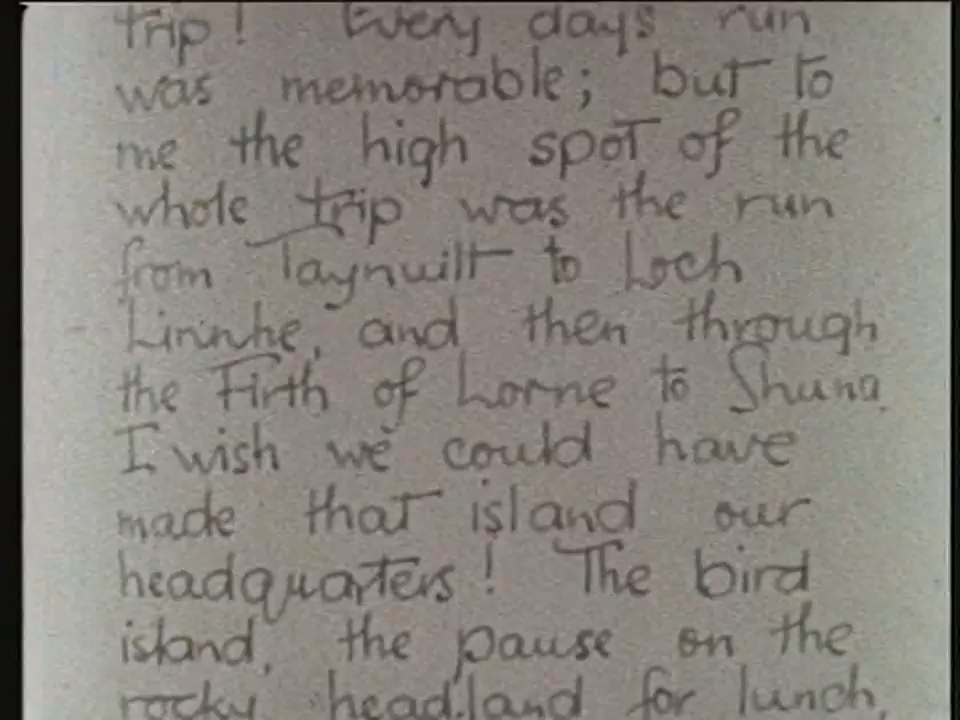 trip! Every days run
was memorable; but to
me the high spot of the
whole trip was the run
from Taynuilt to Loch
Linnhe, and then through
the Firth of Lorne to Shuna.
I wish we could have
made that island our
headquarters! The bird
island, the pause on the
rocky headland for lunch,